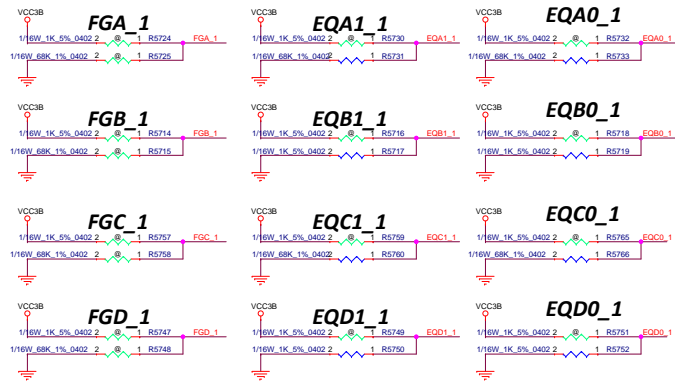 FGA_1 EQA1_1 EQA0_1
VCC3B VCC3B VCC3B
1/16W_1K_5%_0402 2 @ 1 R5724 FGA_1 1/16W_1K_5%_0402 2 @ 1 R5730 EQA1_1 1/16W_1K_5%_0402 2 @ 1 R5732 EQA0_1
1/16W_68K_1%_0402 2 @ 1 R5725 1/16W_68K_1%_0402 2 1 R5731 1/16W_68K_1%_0402 2 1 R5733
FGB_1 EQB1_1 EQB0_1
VCC3B VCC3B VCC3B
1/16W_1K_5%_0402 2 @ 1 R5714 FGB_1 1/16W_1K_5%_0402 2 @ 1 R5716 EQB1_1 1/16W_1K_5%_0402 2 @ 1 R5718 EQB0_1
1/16W_68K_1%_0402 2 @ 1 R5715 1/16W_68K_1%_0402 2 1 R5717 1/16W_68K_1%_0402 2 1 R5719
FGC_1 EQC1_1 EQC0_1
VCC3B VCC3B VCC3B
1/16W_1K_5%_0402 2 @ 1 R5757 FGC_1 1/16W_1K_5%_0402 2 @ 1 R5759 EQC1_1 1/16W_1K_5%_0402 2 @ 1 R5765 EQC0_1
1/16W_68K_1%_0402 2 @ 1 R5758 1/16W_68K_1%_0402 2 1 R5760 1/16W_68K_1%_0402 2 1 R5766
FGD_1 EQD1_1 EQD0_1
VCC3B VCC3B VCC3B
1/16W_1K_5%_0402 2 @ 1 R5747 FGD_1 1/16W_1K_5%_0402 2 @ 1 R5749 EQD1_1 1/16W_1K_5%_0402 2 @ 1 R5751 EQD0_1
1/16W_68K_1%_0402 2 @ 1 R5748 1/16W_68K_1%_0402 2 1 R5750 1/16W_68K_1%_0402 2 1 R5752